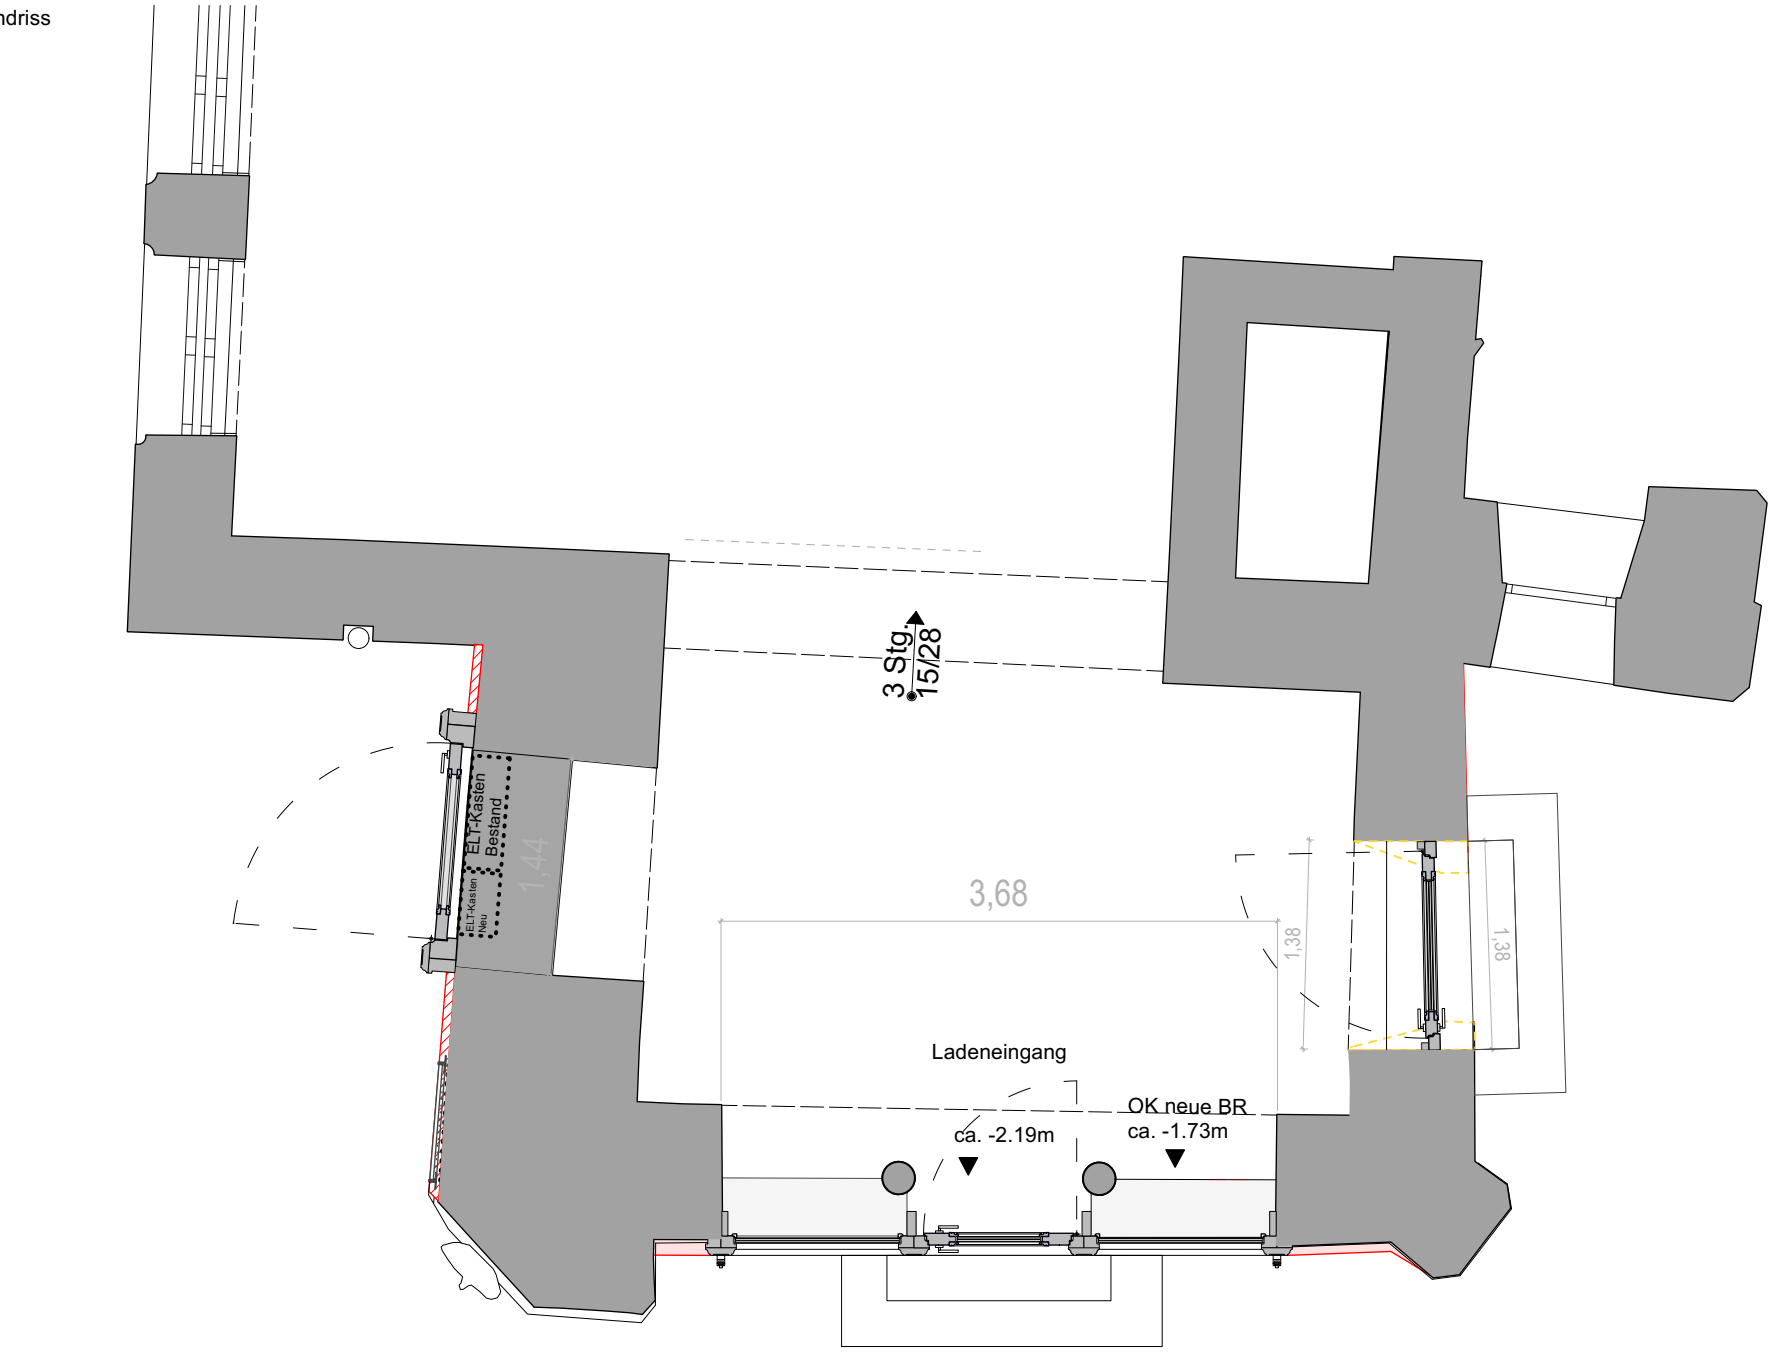 ndriss
3 Stg.
15/28
ELT-Kasten
Bestand
1,44
ELT-Kasten
Neu
3,68
1,38
1,38
Ladeneingang
OK neue BR
ca. -1.73m
ca. -2.19m